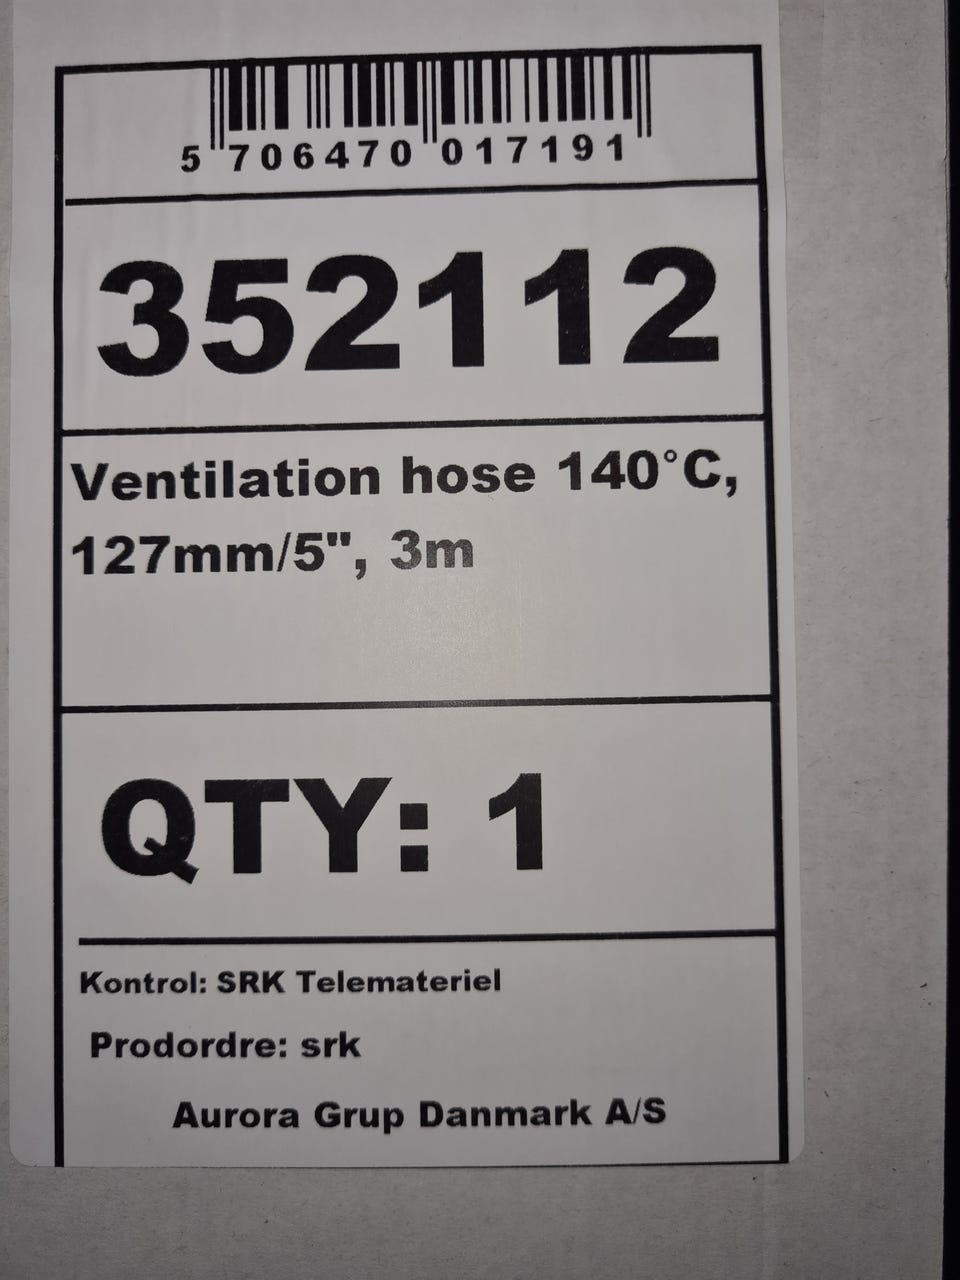 5 706470 017191
352112
Ventilation hose 140°C,
127mm/5", 3m
QTY: 1
Kontrol: SRK Telemateriel
Prodordre: srk
Aurora Grup Danmark A/S